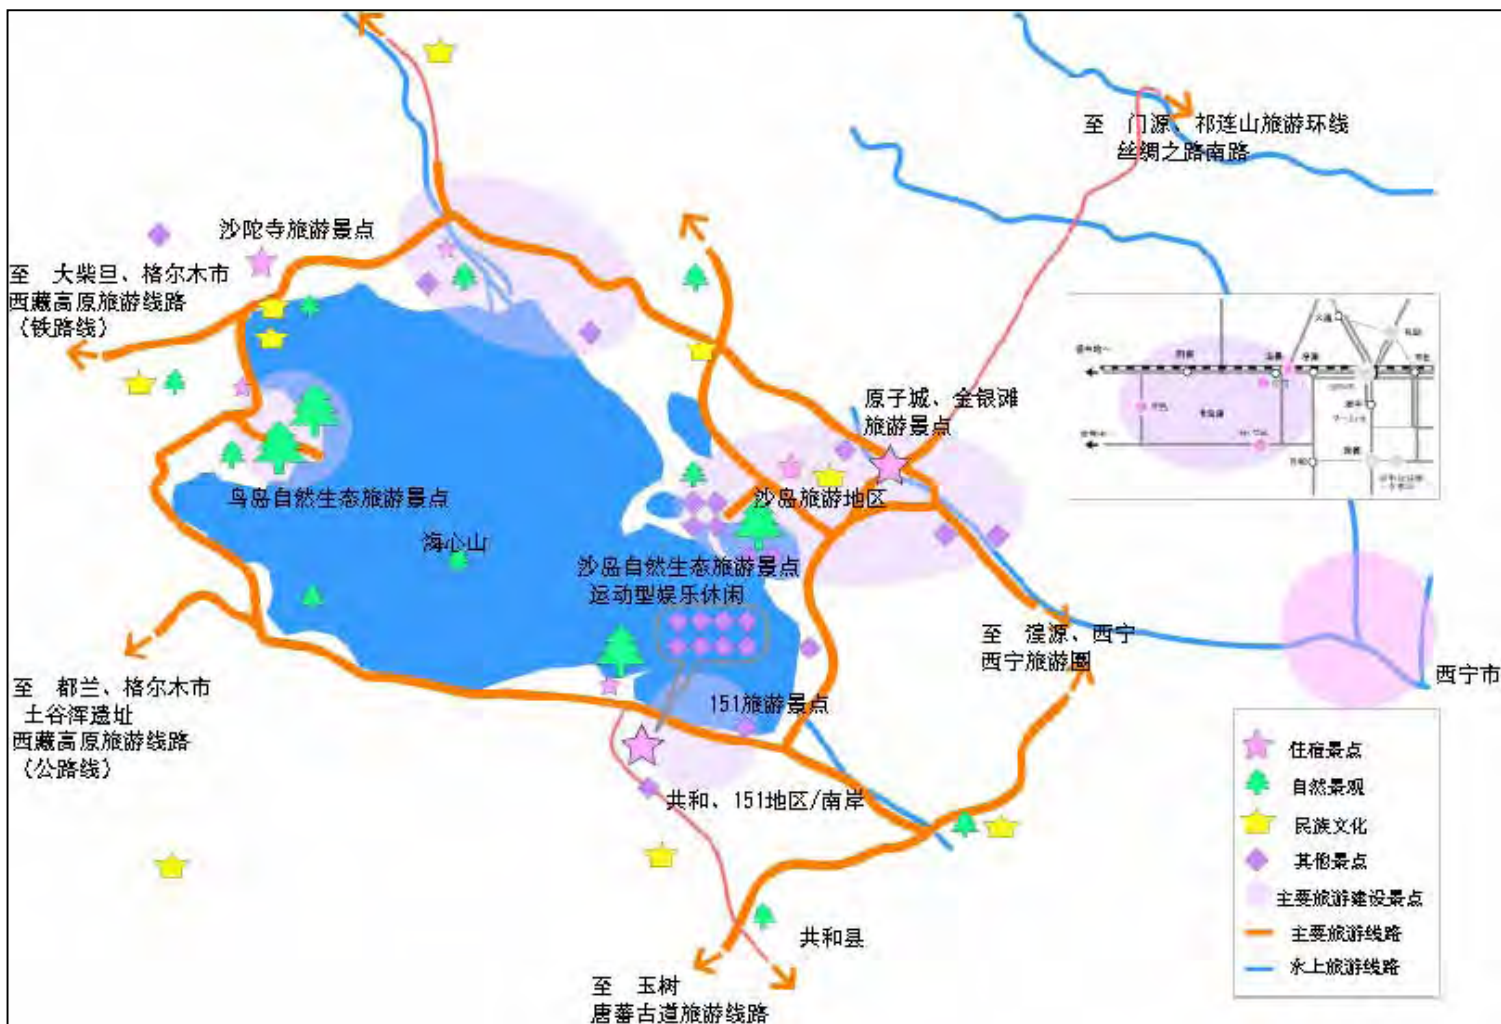 至 门源、祁连山旅游环线
丝绸之路南路
沙陀寺旅游景点
至 大柴旦、格尔木市
西藏高原旅游线路
（铁路线）
原子城、金银滩
旅游景点
鸟岛自然生态旅游景点
沙岛旅游地区
海心山
沙岛自然生态旅游景点
运动型娱乐休闲
至 湟源、西宁
西宁旅游圈
西宁市
至 都兰、格尔木市
土谷浑遗址
西藏高原旅游线路
（公路线）
151旅游景点
共和、151地区/南岸
共和县
至 玉树
唐蕃古道旅游线路
住宿景点
自然景观
民族文化
其他景点
主要旅游建设景点
主要旅游线路
水上旅游线路